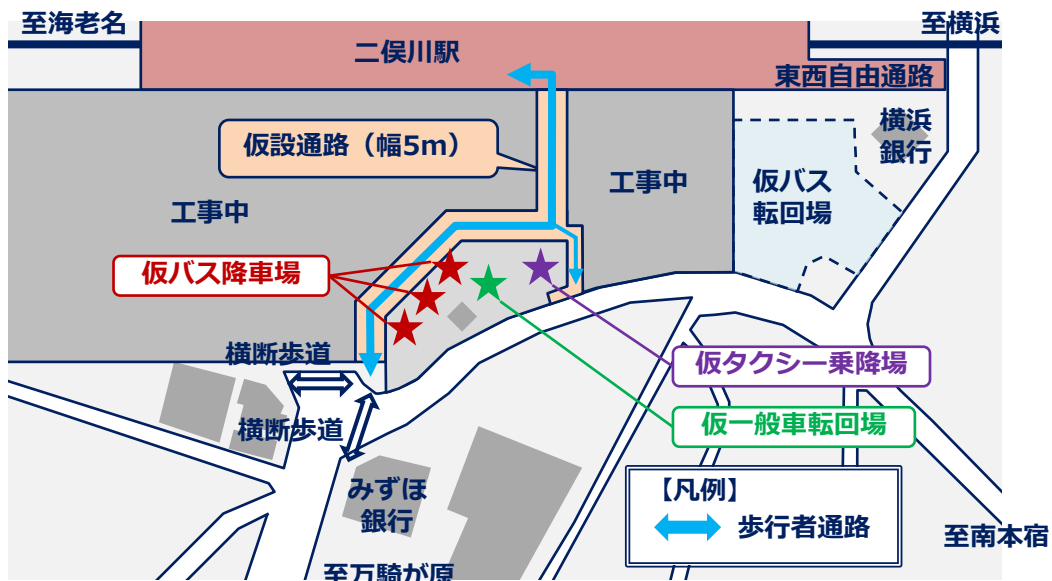 至海老名
至横浜
二俣川駅
東西自由通路
仮設通路（幅5m）
横浜
銀行
工事中
工事中
仮バス
転回場
仮バス降車場
横断歩道
仮タクシー乗降場
横断歩道
仮一般車転回場
みずほ
銀行
【凡例】
歩行者通路
至南本宿
至万騎が原